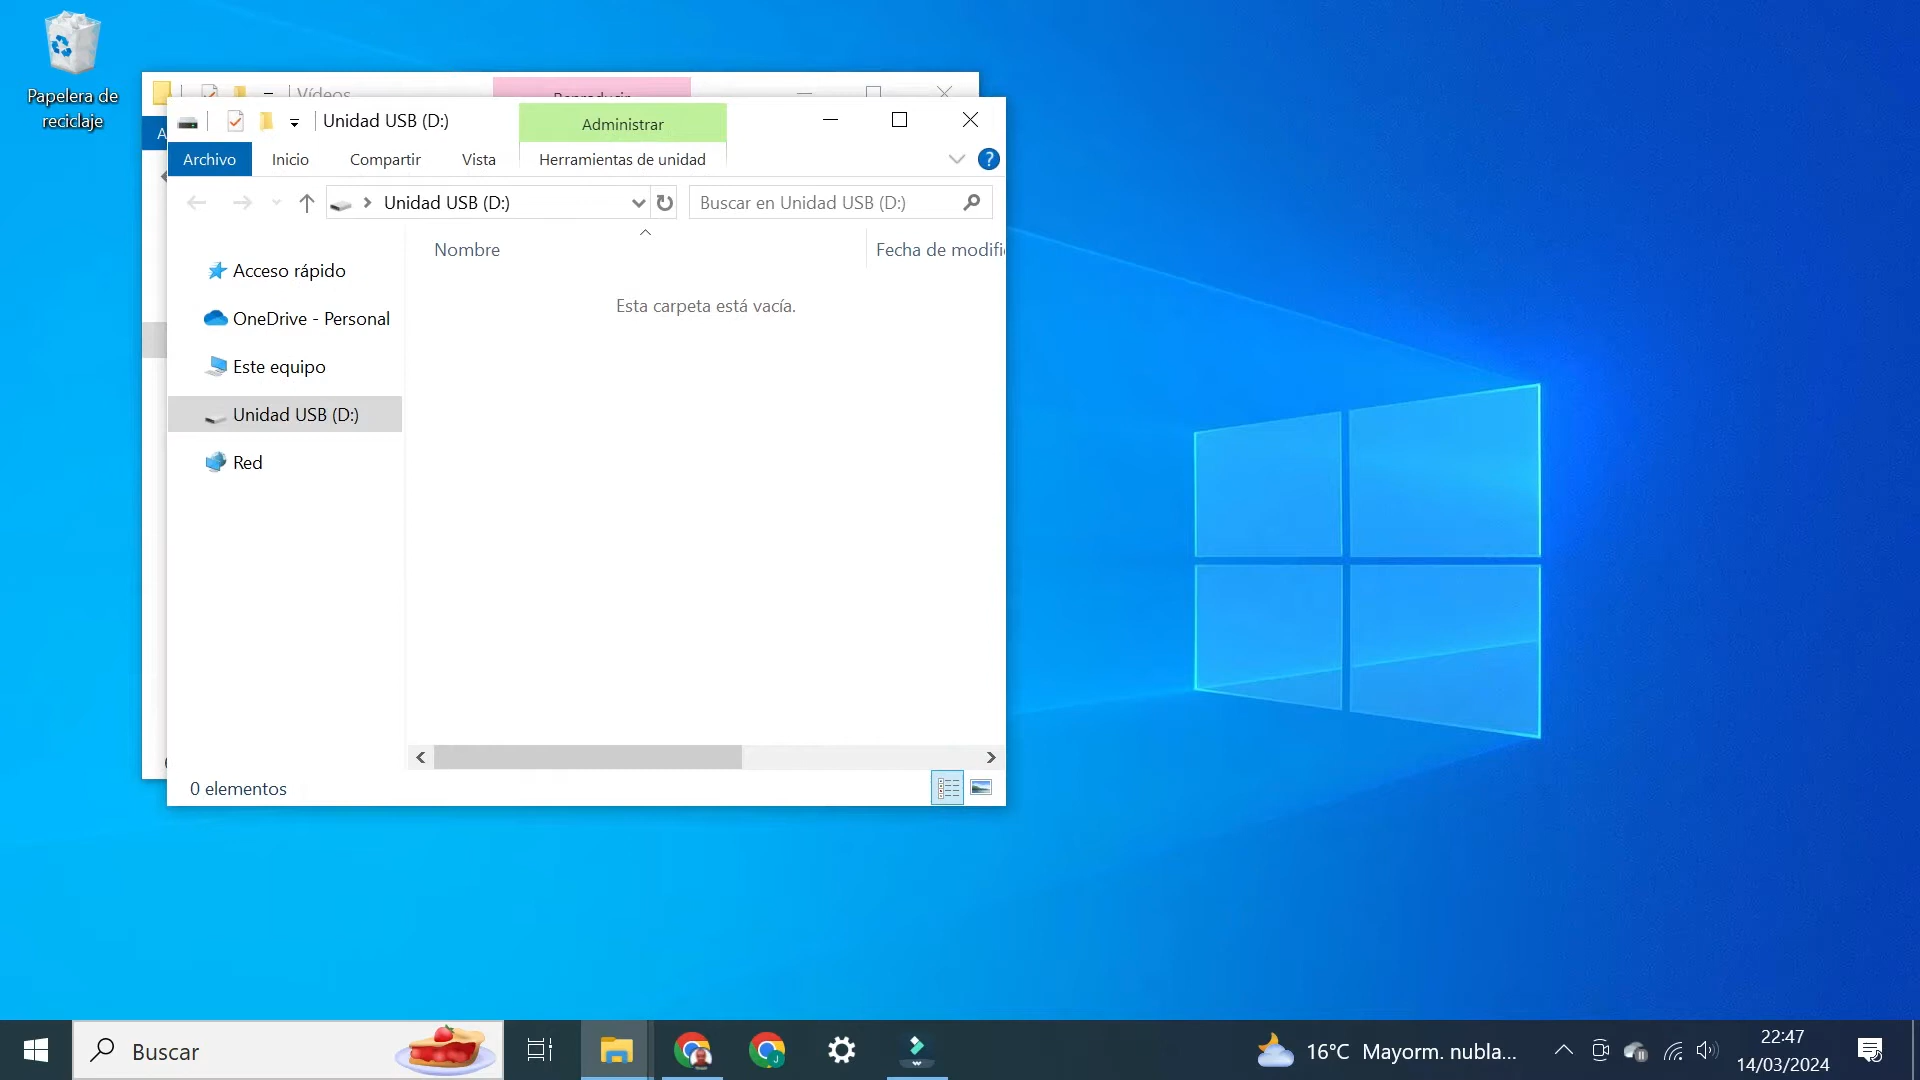 Papelera de
reciclaje
Vídeos
Reproducir
Unidad USB (D:)
Administrar
Archivo
Inicio
Compartir
Vista
Herramientas de unidad
?
Unidad USB (D:)
Buscar en Unidad USB (D:)
Nombre
Fecha de modifi
Acceso rápido
OneDrive - Personal
Este equipo
Unidad USB (D:)
Red
Esta carpeta está vacía.
0 elementos
Buscar
J
16°C Mayorm. nubla...
22:47
14/03/2024